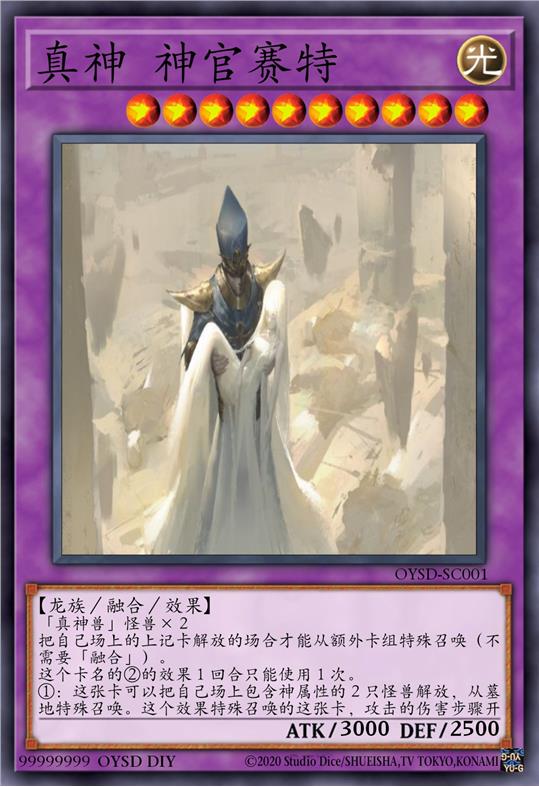 真神 神官赛特
光
OYSD-SC001
【龙族／融合／效果】
「真神兽」怪兽×2
把自己场上的上记卡解放的场合才能从额外卡组特殊召唤（不
需要「融合」）。
这个卡名的②的效果1回合只能使用1次。
①：这张卡可以把自己场上包含神属性的2只怪兽解放，从墓
地特殊召唤。这个效果特殊召唤的这张卡，攻击的伤害步骤开
ATK/3000 DEF/2500
99999999 OYSD DIY
©2020 Studio Dice/SHUEISHA,TV TOKYO,KONAMI